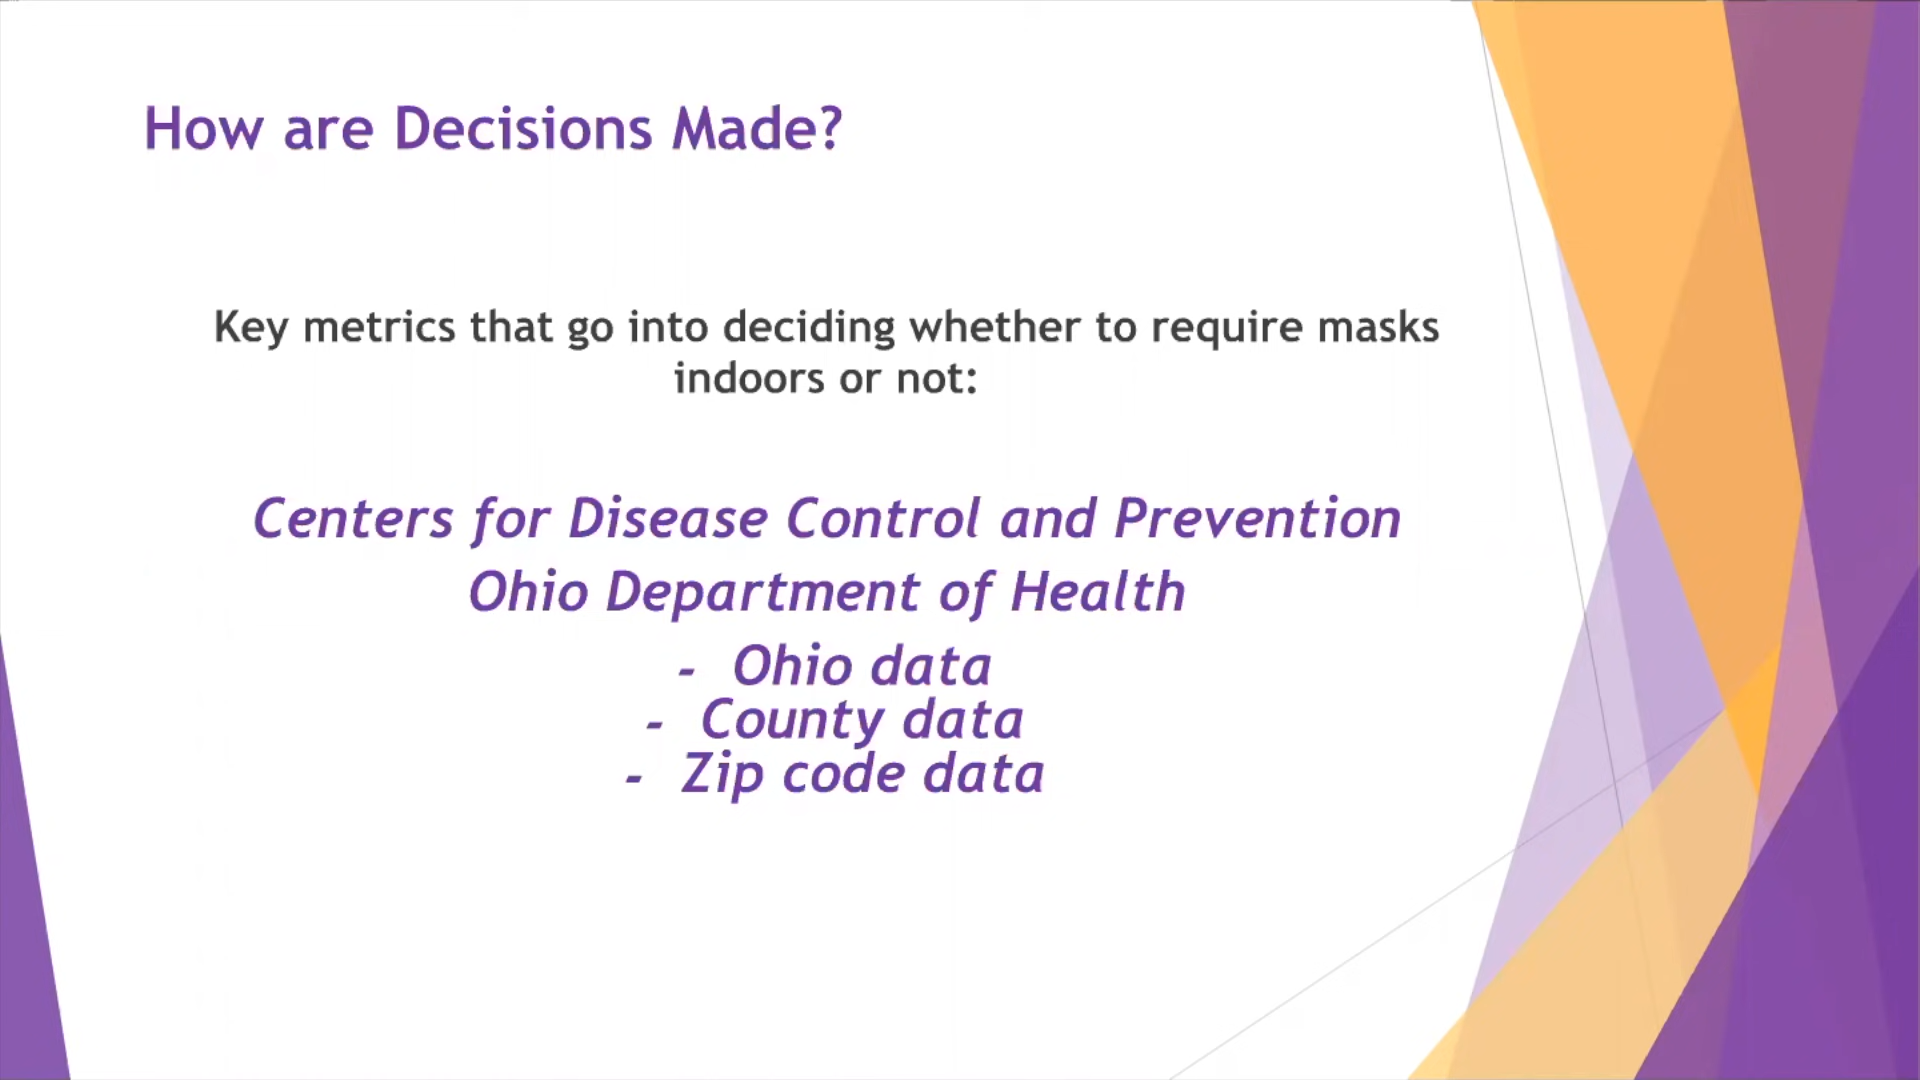 How are Decisions Made?
Key metrics that go into deciding whether to require masks
indoors or not:
Centers for Disease Control and Prevention
Ohio Department of Health
- Ohio data
- County data
- Zip code data